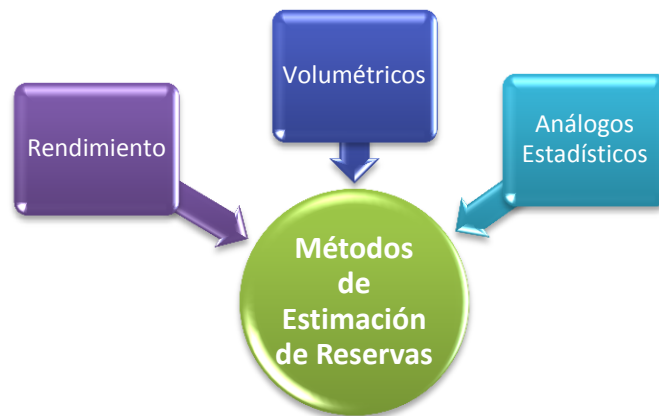 Rendimiento
Volumétricos
Análogos
Estadísticos
Métodos
de
Estimación
de Reservas